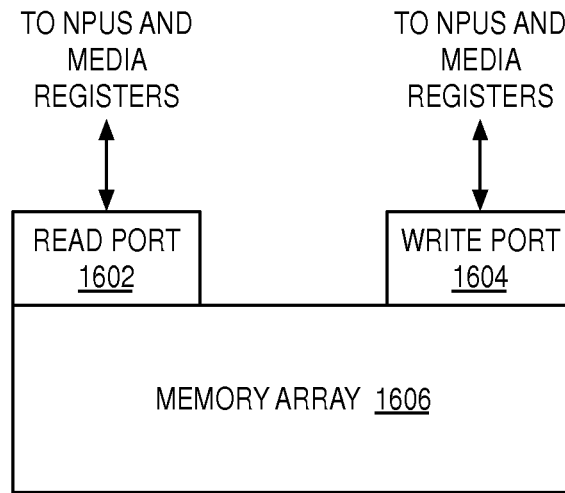 TO NPUS AND
MEDIA
REGISTERS
TO NPUS AND
MEDIA
REGISTERS
READ PORT
1602
WRITE PORT
1604
MEMORY ARRAY 1606